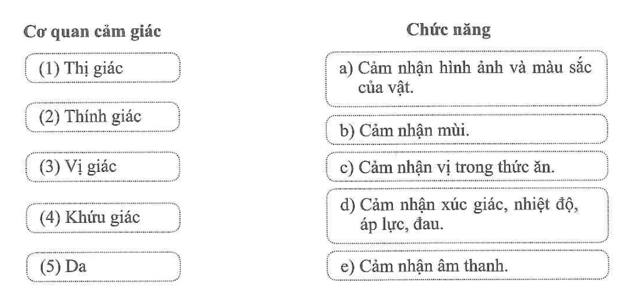 Cơ quan cảm giác
Chức năng
(1) Thị giác
a) Cảm nhận hình ảnh và màu sắc
của vật.
(2) Thính giác
b) Cảm nhận mùi.
(3) Vị giác
c) Cảm nhận vị trong thức ăn.
(4) Khứu giác
d) Cảm nhận xúc giác, nhiệt độ,
áp lực, đau.
(5) Da
e) Cảm nhận âm thanh.